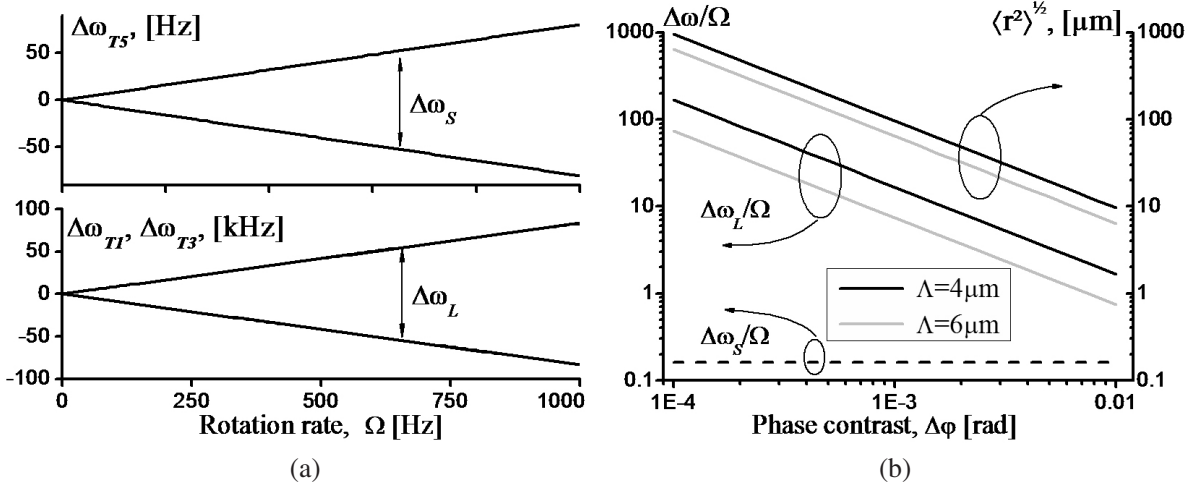 Δω_T5, [Hz]
50
0
-50
Δω_S
100
Δω_T1, Δω_T3, [kHz]
50
0
-50
-100
Δω_L
0 250 500 750 1000
Rotation rate, Ω [Hz]
(a)
Δω/Ω
⟨r²⟩^½, [μm]
1000 1000
100 100
10 10
1 1
0.1 0.1
Δω_L/Ω
Λ=4μm
Λ=6μm
Δω_S/Ω
1E-4 1E-3 0.01
Phase contrast, Δφ [rad]
(b)